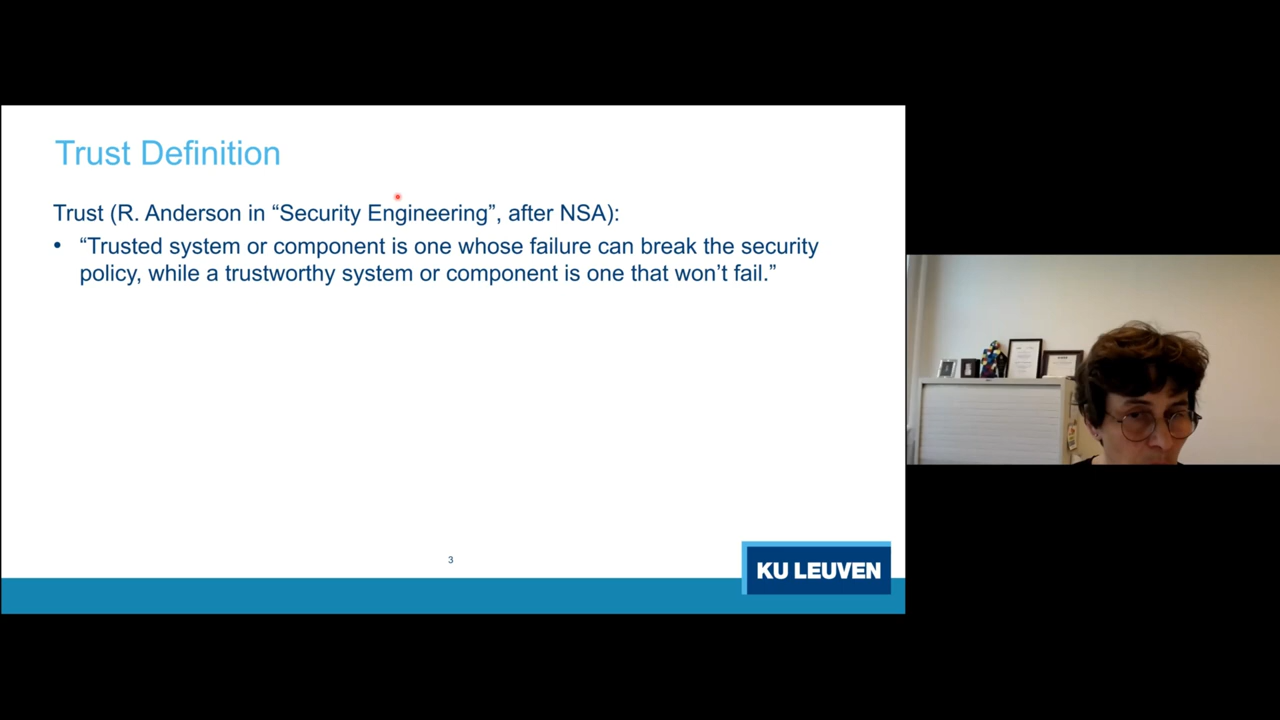 Trust Definition
Trust (R. Anderson in “Security Engineering”, after NSA):
• “Trusted system or component is one whose failure can break the security
policy, while a trustworthy system or component is one that won’t fail.”
3
KU LEUVEN